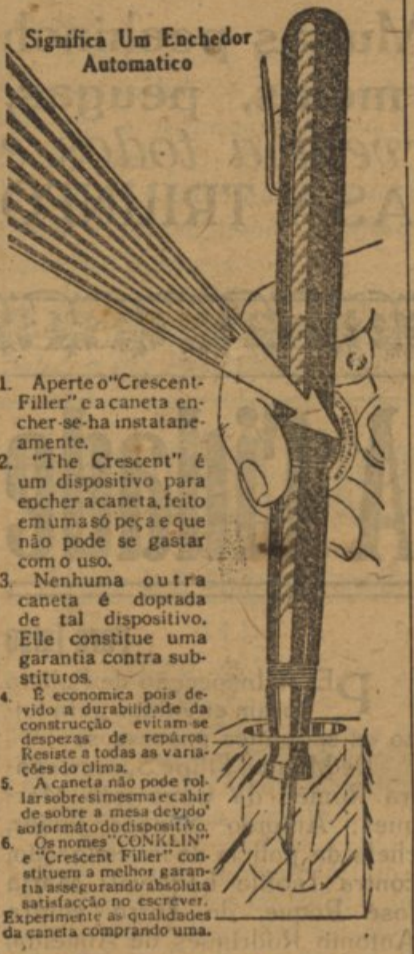 Significa Um Enchedor
Automatico
1. Aperte o "Crescent-
Filler" e a caneta en-
cher-se-ha instatane-
amente.
2. "The Crescent" é
um dispositivo para
encher a caneta, feito
em uma só peça e que
não pode se gastar
com o uso.
3. Nenhuma outra
caneta é doptada
de tal dispositivo.
Elle constitue uma
garantia contra sub-
stitutos.
4. É economica pois de-
vido a durabilidade da
construcção evitam-se
despezas de repáros.
Resiste a todas as varia-
ções do clima.
5. A caneta não pode rol-
lar sobre si mesma e cahir
de sobre a mesa devido
ao formáto do dispositivo.
6. Os nomes "CONKLIN"
e "Crescent Filler" con-
stituem a melhor garan-
tia assegurando absoluta
satisfacção no escrever.
Experimente as qualidades
da caneta comprando uma.